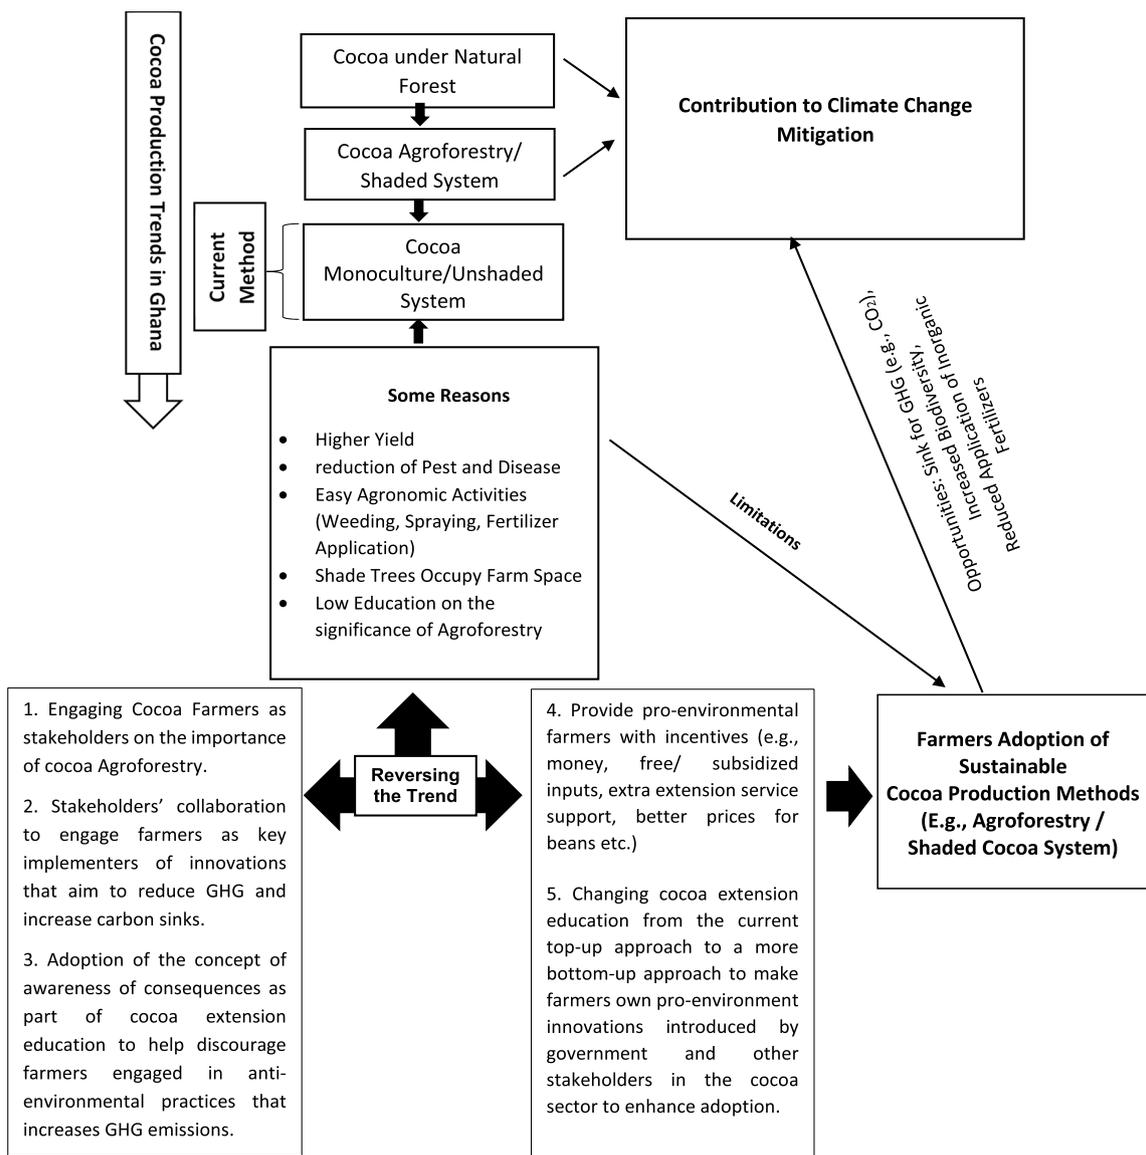 Cocoa Production Trends in Ghana
Cocoa under Natural
Forest
Contribution to Climate Change
Mitigation
Cocoa Agroforestry/
Shaded System
Current
Method
Cocoa
Monoculture/Unshaded
System
Some Reasons
• Higher Yield
• reduction of Pest and Disease
• Easy Agronomic Activities
(Weeding, Spraying, Fertilizer
Application)
• Shade Trees Occupy Farm Space
• Low Education on the
significance of Agroforestry
Limitations
Opportunities: Sink for GHG (e.g., CO₂),
Increased Biodiversity,
Reduced Application of Inorganic
Fertilizers
1. Engaging Cocoa Farmers as
stakeholders on the importance
of cocoa Agroforestry.
2. Stakeholders’ collaboration
to engage farmers as key
implementers of innovations
that aim to reduce GHG and
increase carbon sinks.
3. Adoption of the concept of
awareness of consequences as
part of cocoa extension
education to help discourage
farmers engaged in anti-
environmental practices that
increases GHG emissions.
Reversing
the Trend
4. Provide pro-environmental
farmers with incentives (e.g.,
money, free/ subsidized
inputs, extra extension service
support, better prices for
beans etc.)
5. Changing cocoa extension
education from the current
top-up approach to a more
bottom-up approach to make
farmers own pro-environment
innovations introduced by
government and other
stakeholders in the cocoa
sector to enhance adoption.
Farmers Adoption of
Sustainable
Cocoa Production Methods
(E.g., Agroforestry /
Shaded Cocoa System)